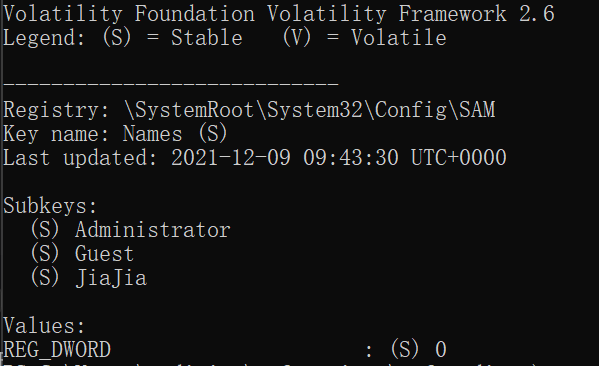 Volatility Foundation Volatility Framework 2.6
Legend: (S) = Stable   (V) = Volatile
----------------------------
Registry: \SystemRoot\System32\Config\SAM
Key name: Names (S)
Last updated: 2021-12-09 09:43:30 UTC+0000
Subkeys:
  (S) Administrator
  (S) Guest
  (S) JiaJia
Values:
REG_DWORD                     : (S) 0